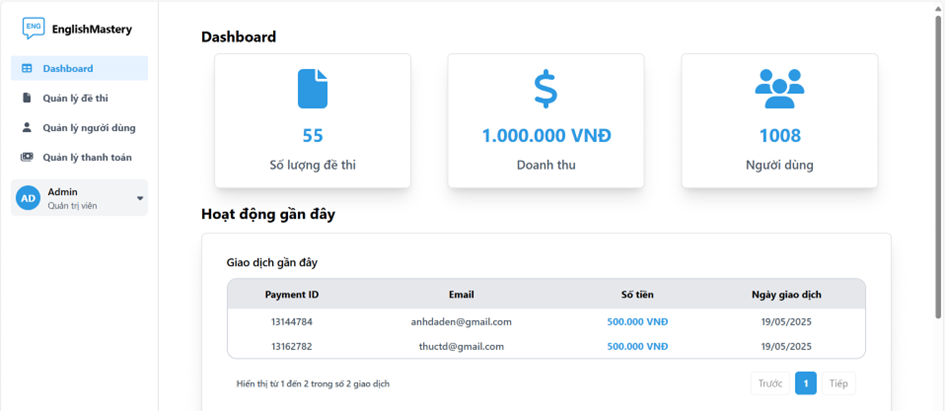 ENG EnglishMastery
Dashboard
Quản lý đề thi
Quản lý người dùng
Quản lý thanh toán
AD Admin
Quản trị viên
Dashboard
55
Số lượng đề thi
1.000.000 VNĐ
Doanh thu
1008
Người dùng
Hoạt động gần đây
Giao dịch gần đây
Payment ID Email Số tiền Ngày giao dịch
13144784 anhdaden@gmail.com 500.000 VNĐ 19/05/2025
13162782 thuctd@gmail.com 500.000 VNĐ 19/05/2025
Hiển thị từ 1 đến 2 trong số 2 giao dịch
Trước 1 Tiếp